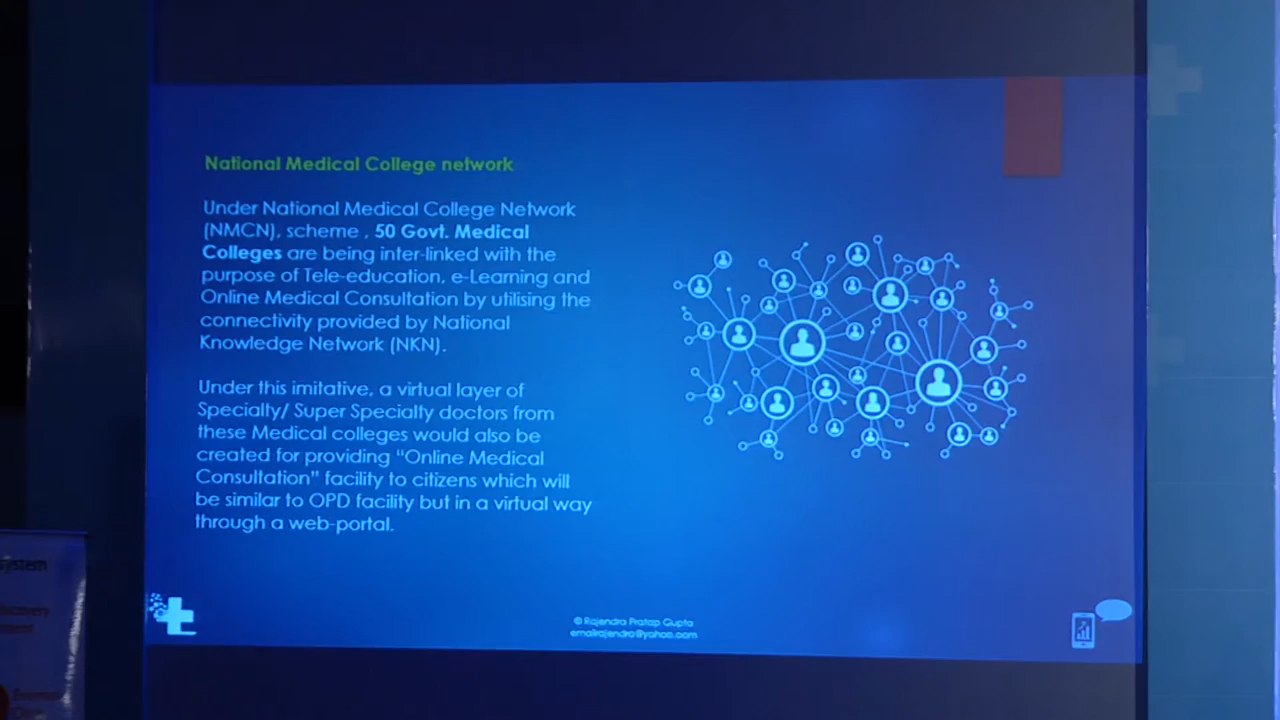 National Medical College network
Under National Medical College Network
(NMCN), scheme , 50 Govt. Medical
Colleges are being inter-linked with the
purpose of Tele-education, e-Learning and
Online Medical Consultation by utilising the
connectivity provided by National
Knowledge Network (NKN).
Under this imitative, a virtual layer of
Specialty/ Super Specialty doctors from
these Medical colleges would also be
created for providing “Online Medical
Consultation” facility to citizens which will
be similar to OPD facility but in a virtual way
through a web-portal.
© Rajendra Pratap Gupta
emailrajendra@yahoo.com
system